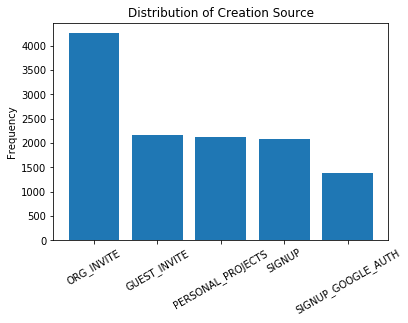 Distribution of Creation Source
Frequency
4000
3500
3000
2500
2000
1500
1000
500
0
ORG_INVITE
GUEST_INVITE
PERSONAL_PROJECTS
SIGNUP
SIGNUP_GOOGLE_AUTH